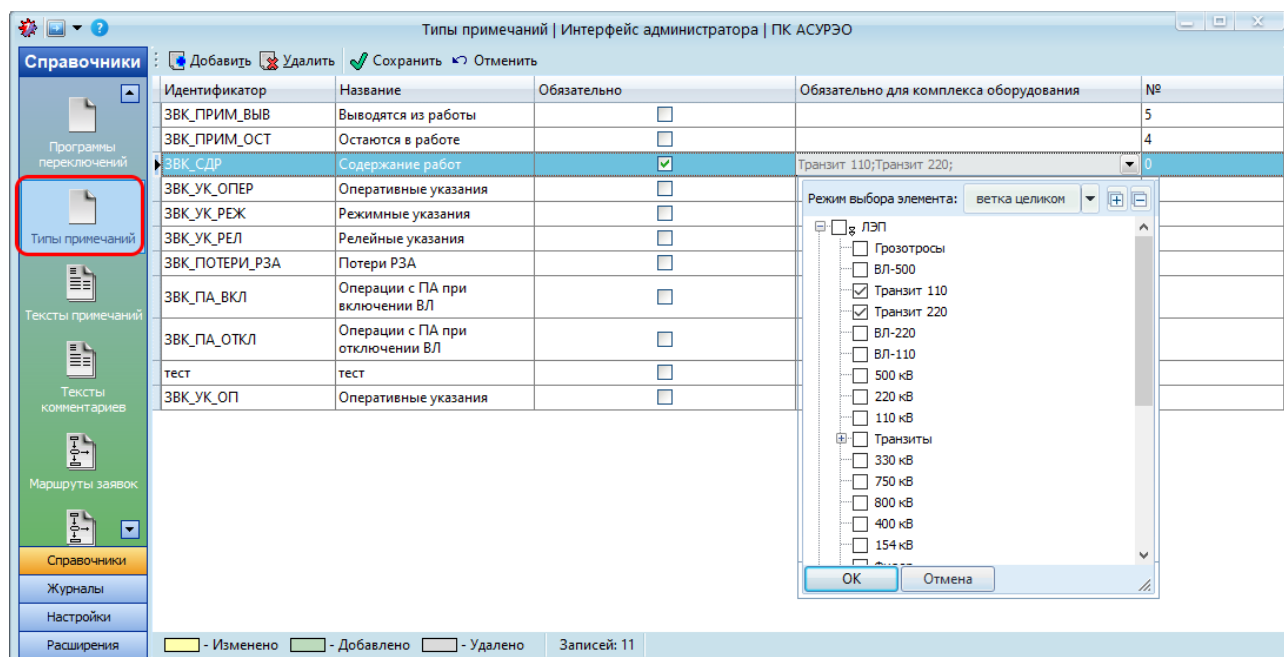 Типы примечаний | Интерфейс администратора | ПК АСУРЭО
Справочники
Добавить Удалить Сохранить Отменить
Идентификатор Название Обязательно Обязательно для комплекса оборудования №
ЗВК_ПРИМ_ВЫВ Выводятся из работы 5
ЗВК_ПРИМ_ОСТ Остаются в работе 4
ЗВК_СДР Содержание работ Транзит 110;Транзит 220; 0
ЗВК_УК_ОПЕР Оперативные указания
ЗВК_УК_РЕЖ Режимные указания
ЗВК_УК_РЕЛ Релейные указания
ЗВК_ПОТЕРИ_РЗА Потери РЗА
ЗВК_ПА_ВКЛ Операции с ПА при
включении ВЛ
ЗВК_ПА_ОТКЛ Операции с ПА при
отключении ВЛ
тест тест
ЗВК_УК_ОП Оперативные указания
Программы
переключений
Типы примечаний
Тексты примечаний
Тексты
комментариев
Маршруты заявок
Справочники
Журналы
Настройки
Расширения
Режим выбора элемента: ветка целиком
ЛЭП
Грозотросы
ВЛ-500
Транзит 110
Транзит 220
ВЛ-220
ВЛ-110
500 кВ
220 кВ
110 кВ
Транзиты
330 кВ
750 кВ
800 кВ
400 кВ
154 кВ
ОК Отмена
- Изменено - Добавлено - Удалено Записей: 11